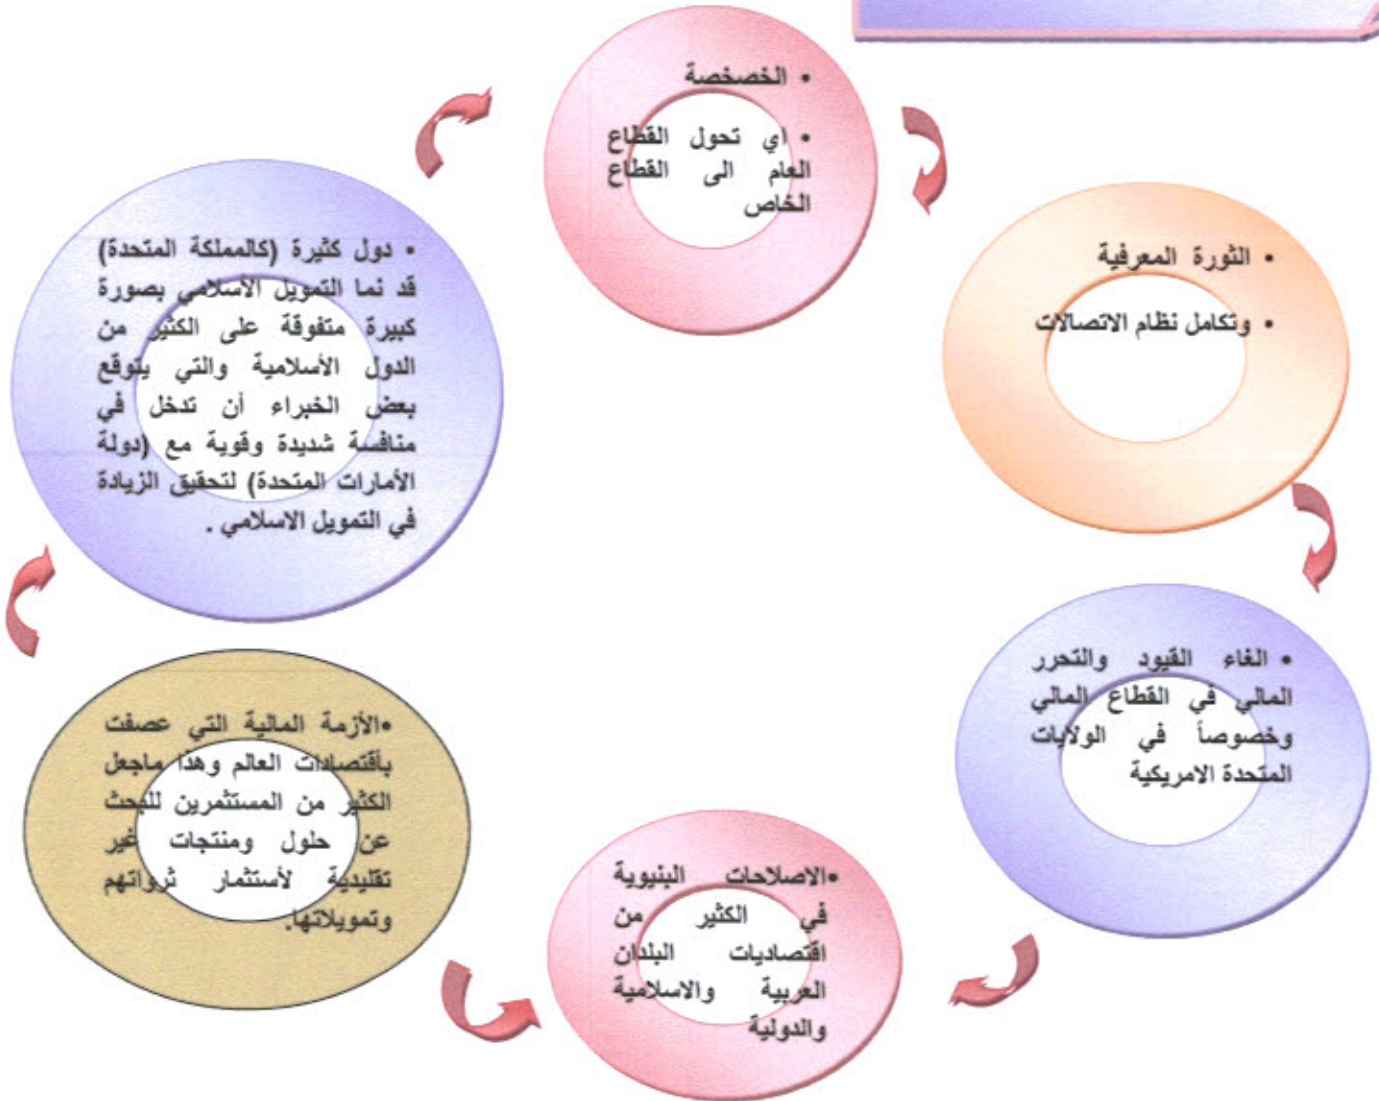 • الخصخصة
• اي تحول القطاع
العام الى القطاع
الخاص
• الثورة المعرفية
• وتكامل نظام الاتصالات
• الغاء القيود والتحرر
المالي في القطاع المالي
وخصوصاً في الولايات
المتحدة الامريكية
•الاصلاحات البنيوية
في الكثير من
اقتصاديات البلدان
العربية والاسلامية
والدولية
•الأزمة المالية التي عصفت
بأقتصادات العالم وهذا ماجعل
الكثير من المستثمرين للبحث
عن حلول ومنتجات غير
تقليدية لأستثمار ثرواتهم
وتمويلاتها.
• دول كثيرة (كالمملكة المتحدة)
قد نما التمويل الأسلامي بصورة
كبيرة متفوقة على الكثير من
الدول الأسلامية والتي يتوقع
بعض الخبراء أن تدخل في
منافسة شديدة وقوية مع (دولة
الأمارات المتحدة) لتحقيق الزيادة
في التمويل الاسلامي .